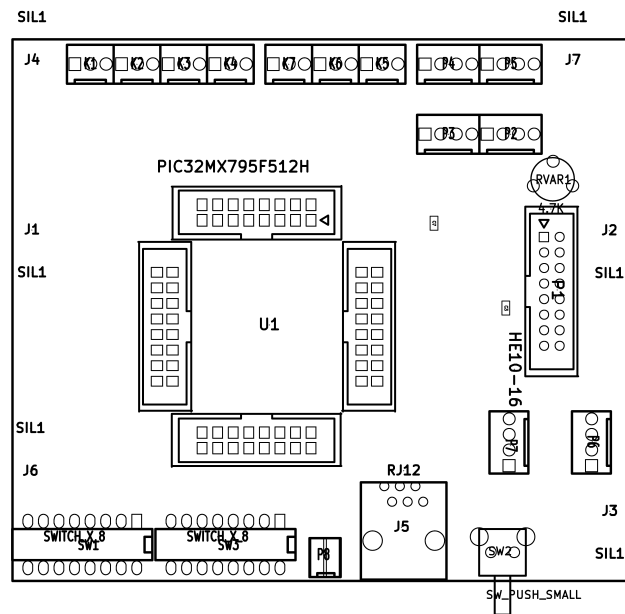 SIL1 SIL1
J4 K1 K2 K3 K4 K7 K6 K5 P4 P5 J7
P3 P2
PIC32MX795F512H
RVAR1
4.7K
J1 J2
SIL1 SIL1
P1
U1
HE10-16
SIL1
P7 P6
J6 RJ12
J3
J5
SWITCH_X_8 SWITCH_X_8
SW1 SW3 P8 SW2 SIL1
SW_PUSH_SMALL